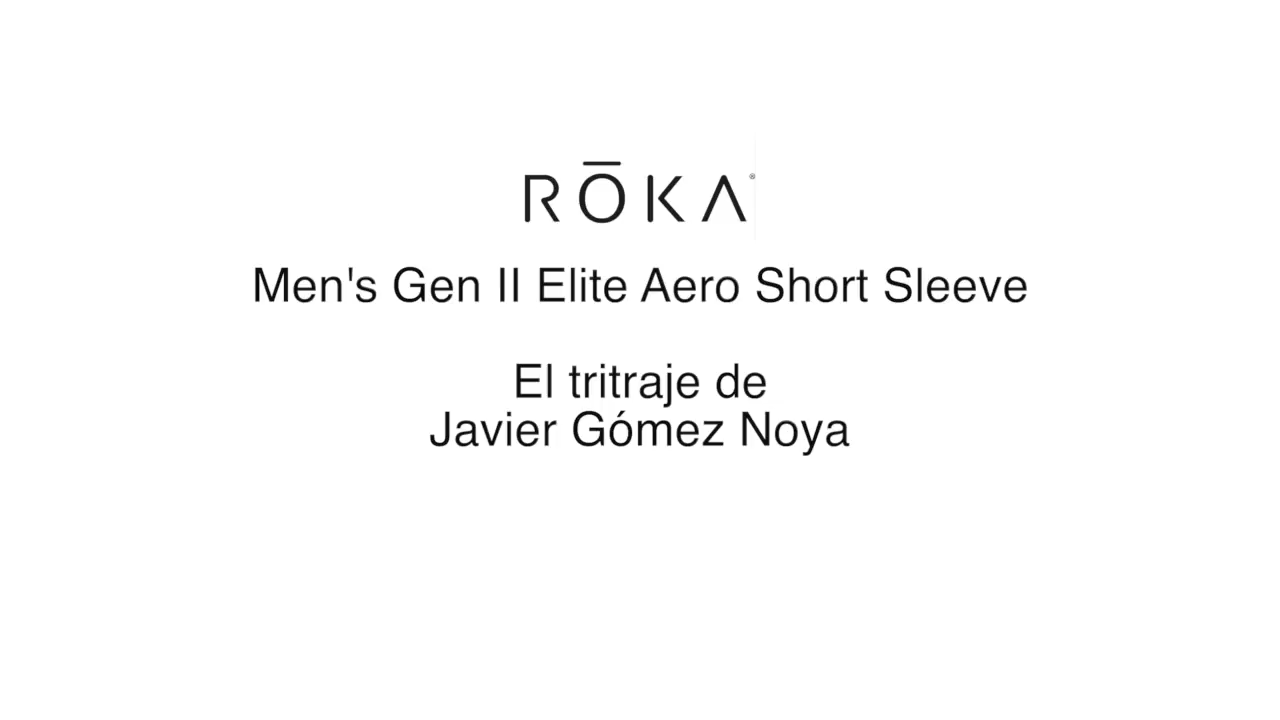 RŌKA®
Men's Gen II Elite Aero Short Sleeve
El tritraje de
Javier Gómez Noya